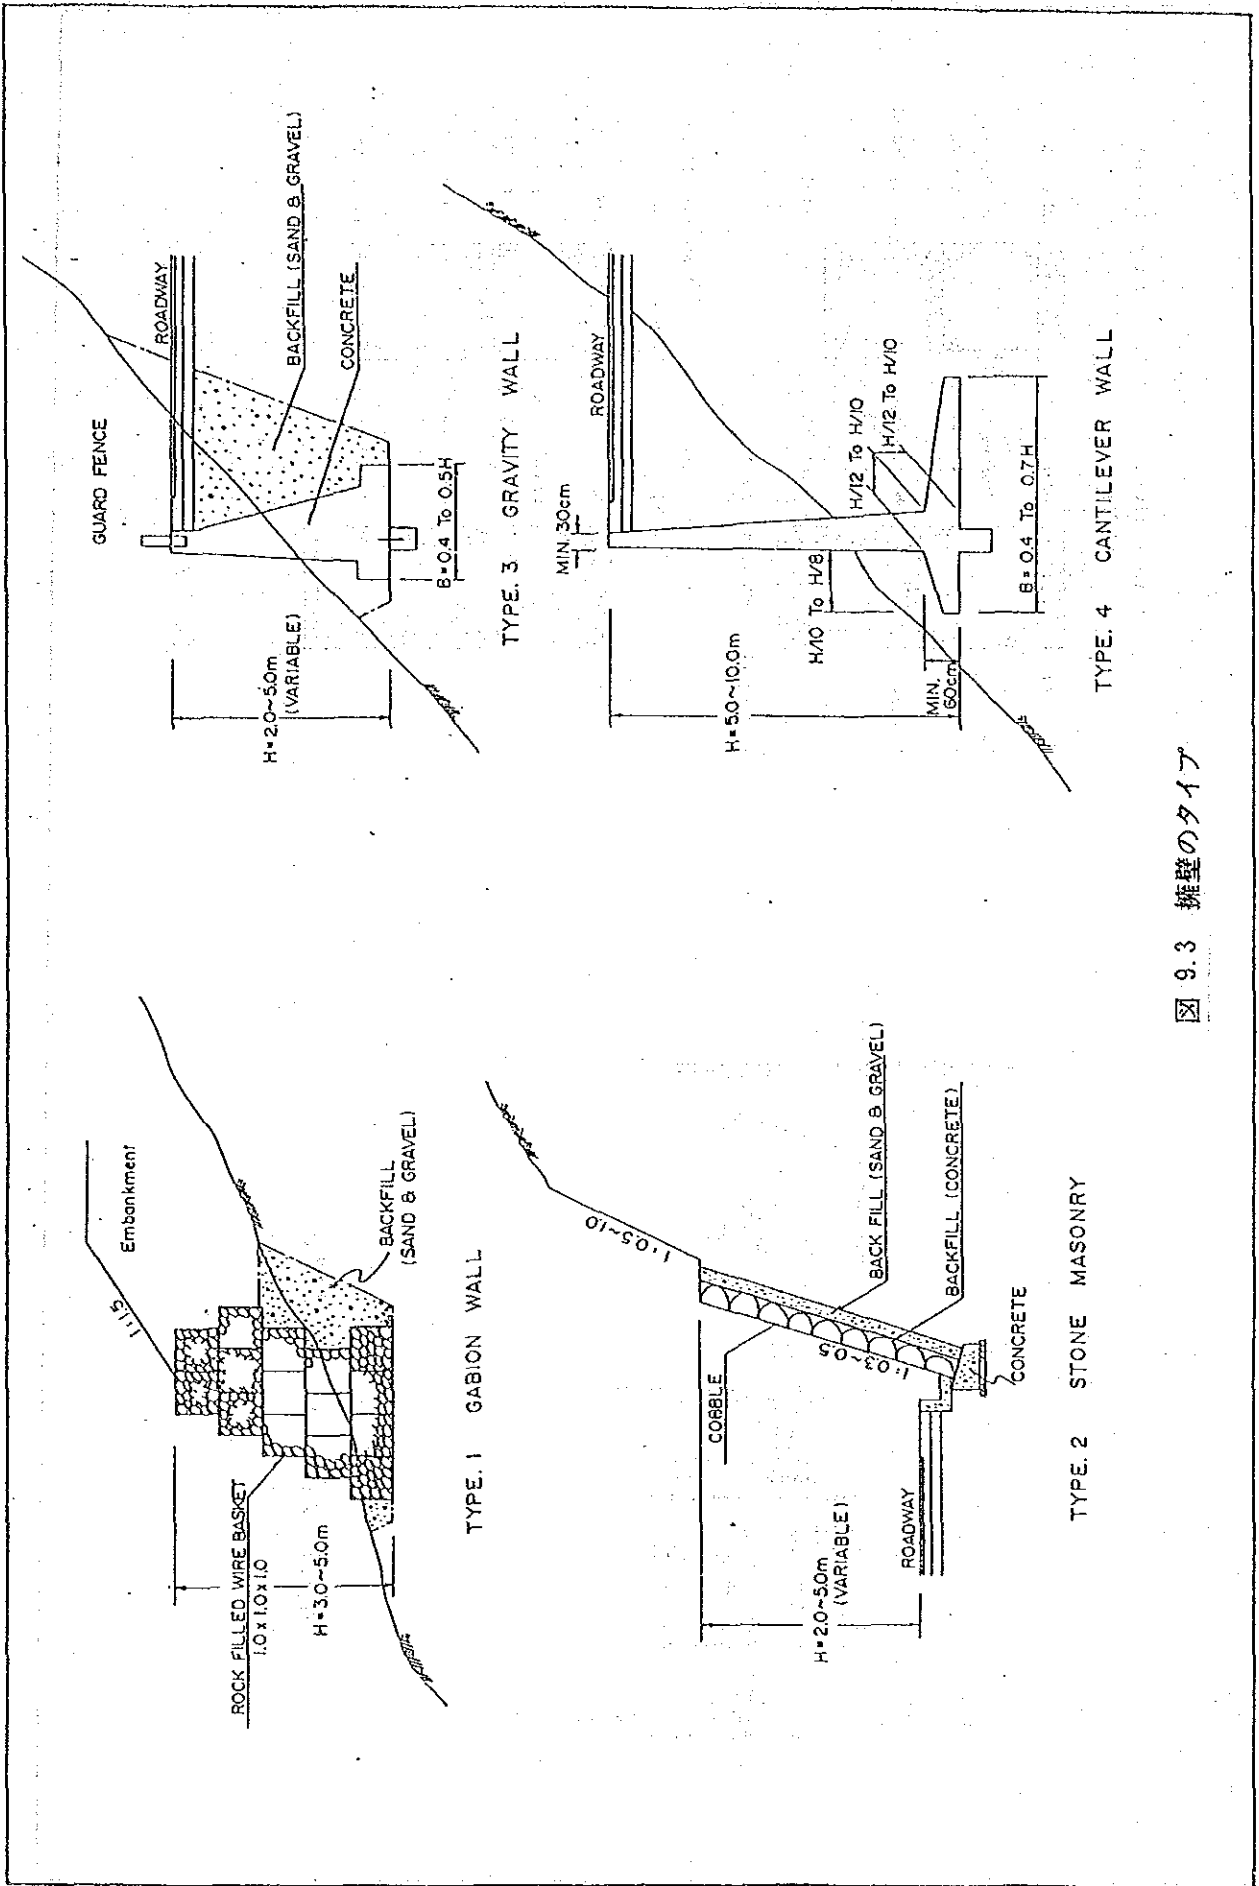 1:1.5
Embankment
ROCK FILLED WIRE BASKET
1.0 x 1.0 x 1.0
H=3.0~5.0m
BACKFILL
(SAND & GRAVEL)
TYPE. 1 GABION WALL
GUARD FENCE
ROADWAY
H=2.0~5.0m
(VARIABLE)
BACKFILL (SAND & GRAVEL)
CONCRETE
B=0.4 To 0.5H
TYPE. 3 GRAVITY WALL
1:0.5~1.0
COBBLE
H=2.0~5.0m
(VARIABLE)
1:0.3~0.5
BACK FILL (SAND & GRAVEL)
ROADWAY
BACKFILL (CONCRETE)
CONCRETE
TYPE. 2 STONE MASONRY
MIN. 30cm
ROADWAY
H=5.0~10.0m
H/10 To H/8
H/12 To H/10
H/12 To H/10
MIN.
60cm
B=0.4 To 0.7H
TYPE. 4 CANTILEVER WALL
図 9.3 擁壁のタイプ